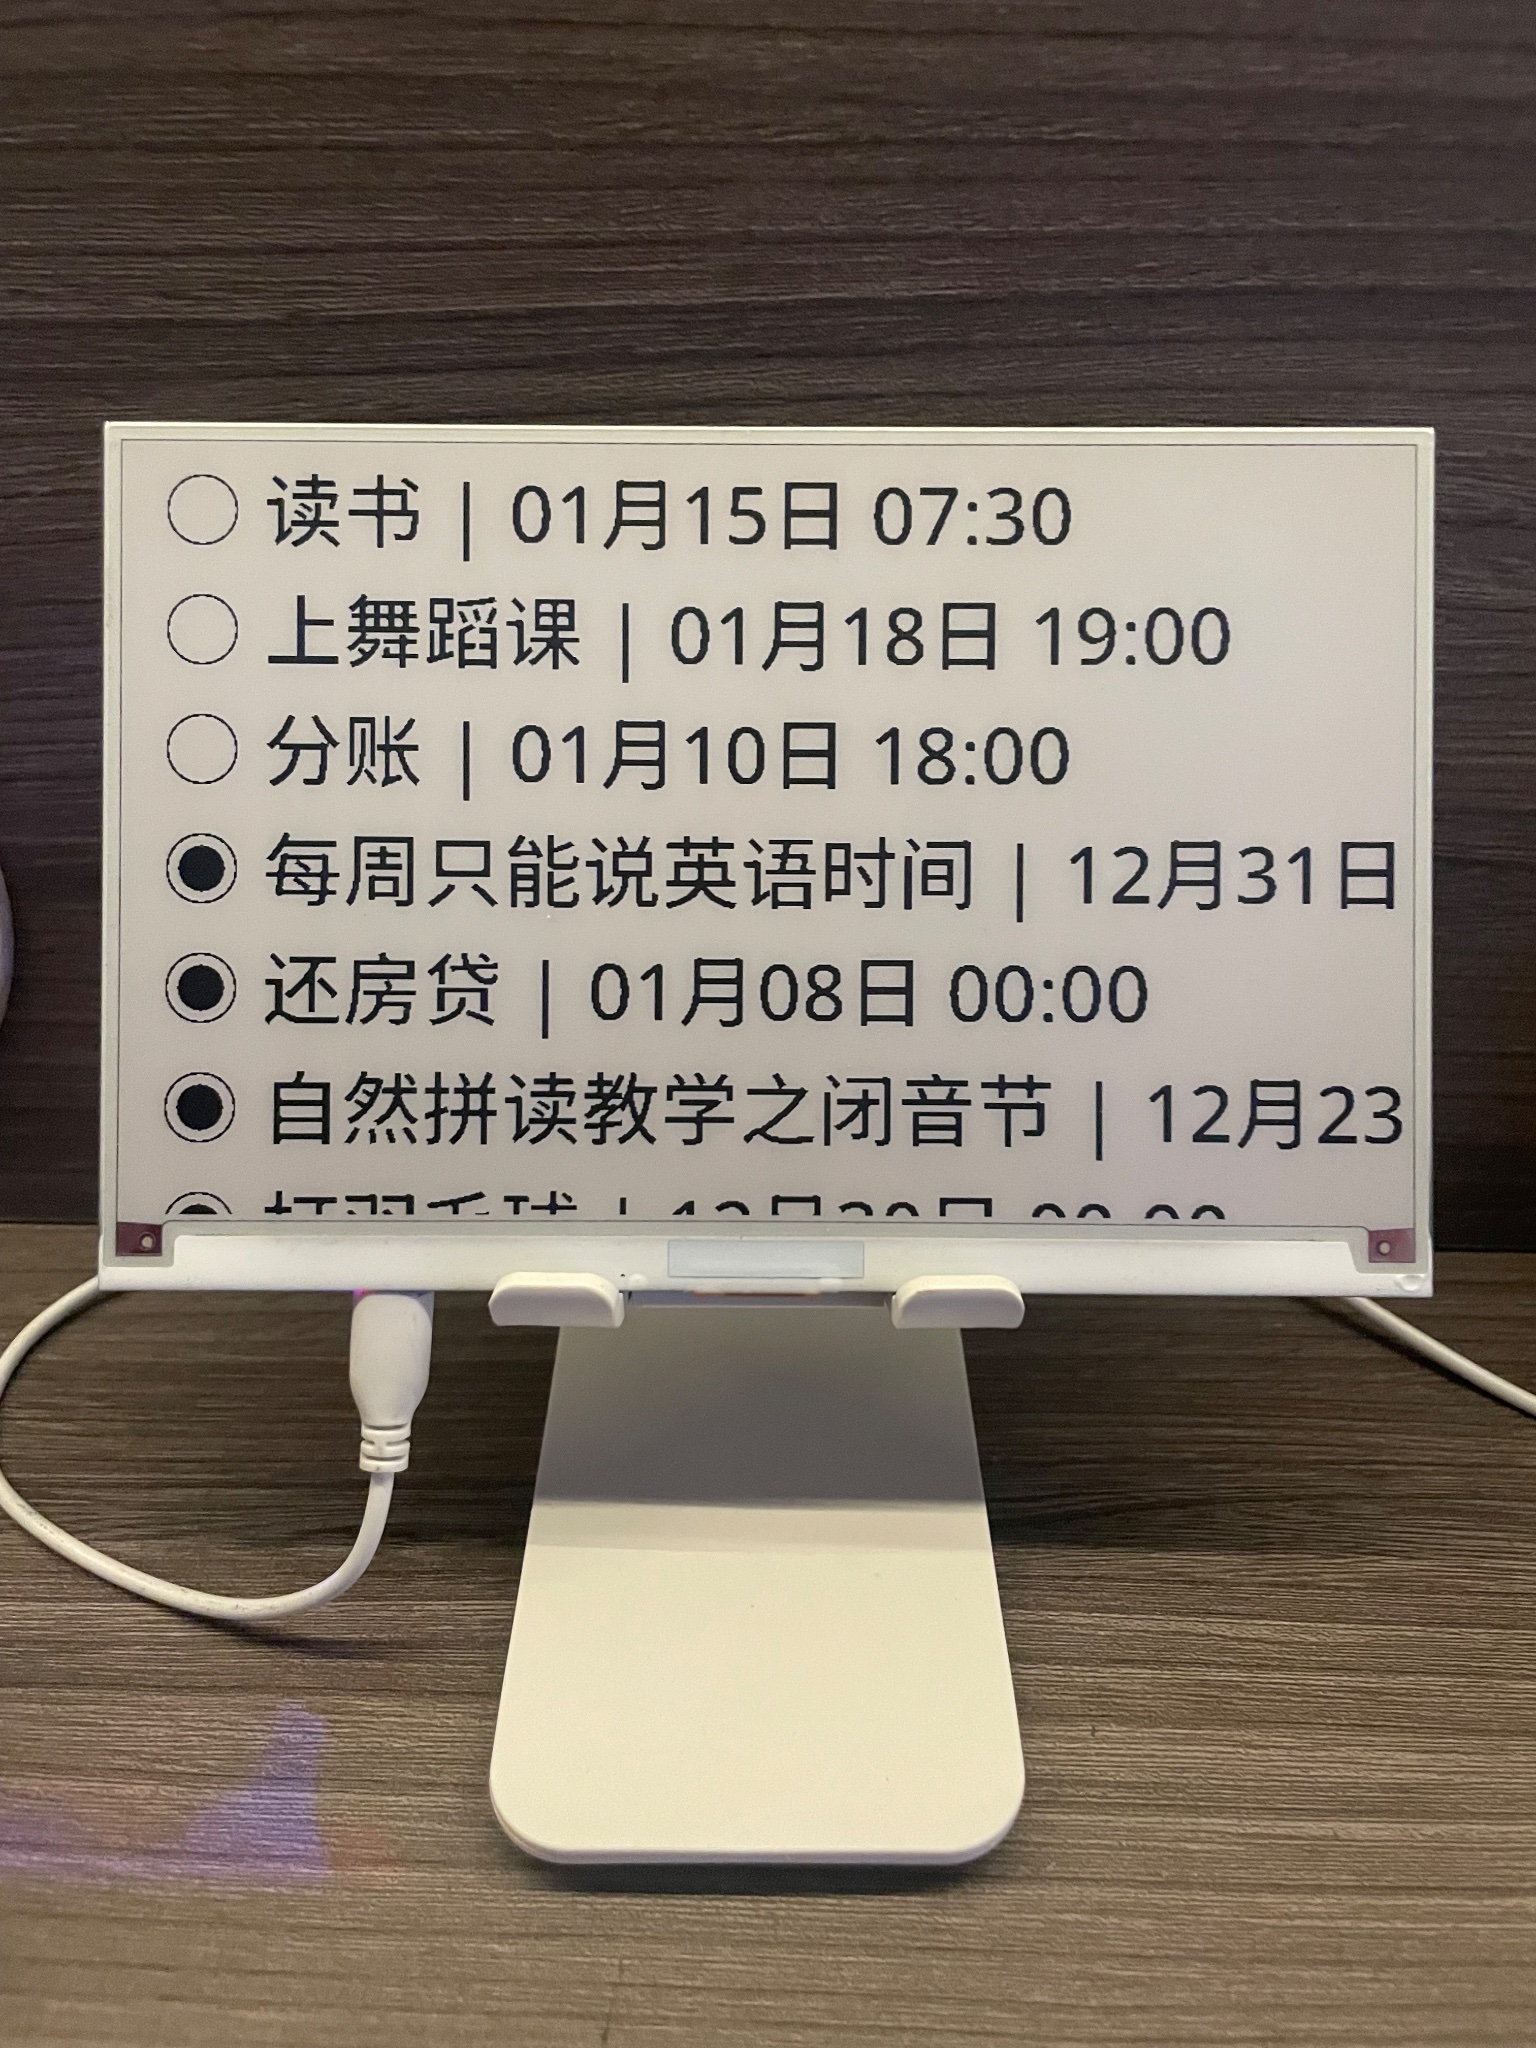 读书 | 01月15日 07:30
上舞蹈课 | 01月18日 19:00
分账 | 01月10日 18:00
每周只能说英语时间 | 12月31日
还房贷 | 01月08日 00:00
自然拼读教学之闭音节 | 12月23